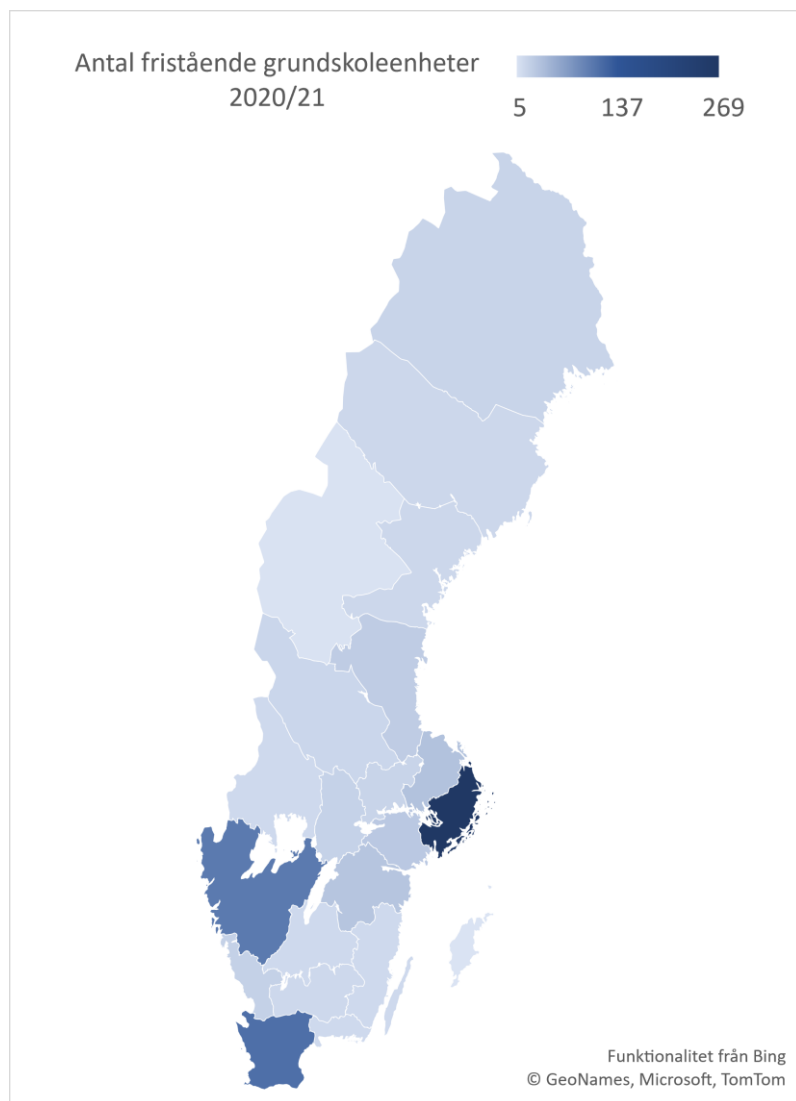 Antal fristående grundskoleenheter
2020/21
5 137 269
Funktionalitet från Bing
© GeoNames, Microsoft, TomTom